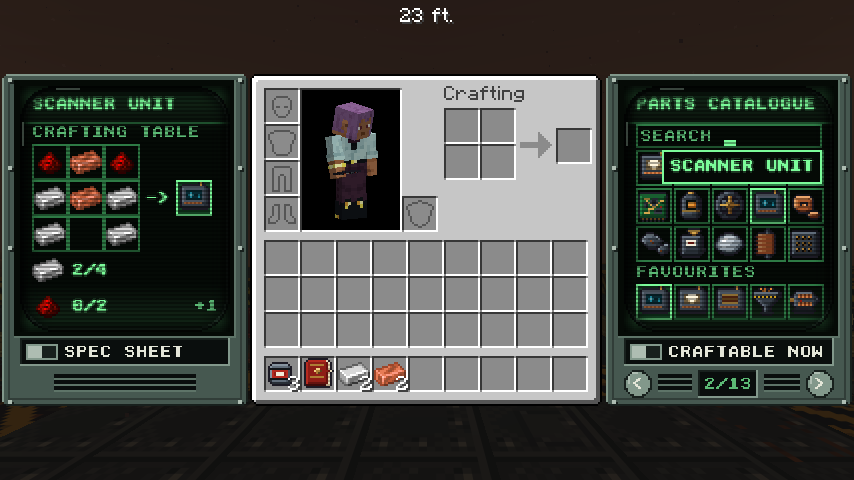 23 ft.
SCANNER UNIT
CRAFTING TABLE
2/4
0/2
+1
SPEC SHEET
Crafting
3
2
2
PARTS CATALOGUE
SEARCH
SCANNER UNIT
FAVOURITES
CRAFTABLE NOW
< 2/13 >